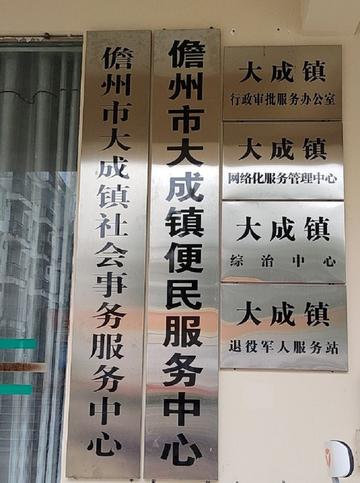 儋州市大成镇社会事务服务中心
儋州市大成镇便民服务中心
大成镇
行政审批服务办公室
大成镇
网络化服务管理中心
大成镇
综治中心
大成镇
退役军人服务站